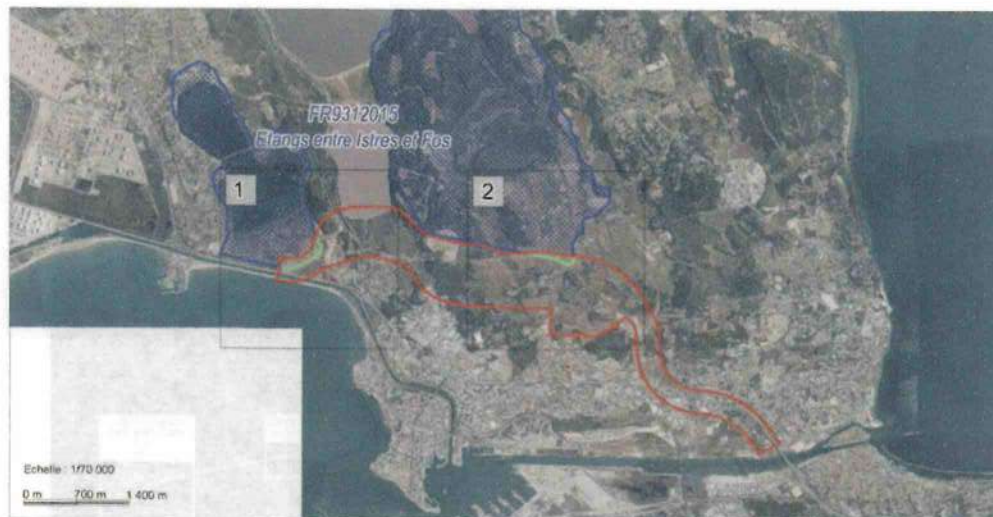 FR9312015
Etangs entre Istres et Fos
1
2
Echelle : 1/70 000
0 m 700 m 1 400 m